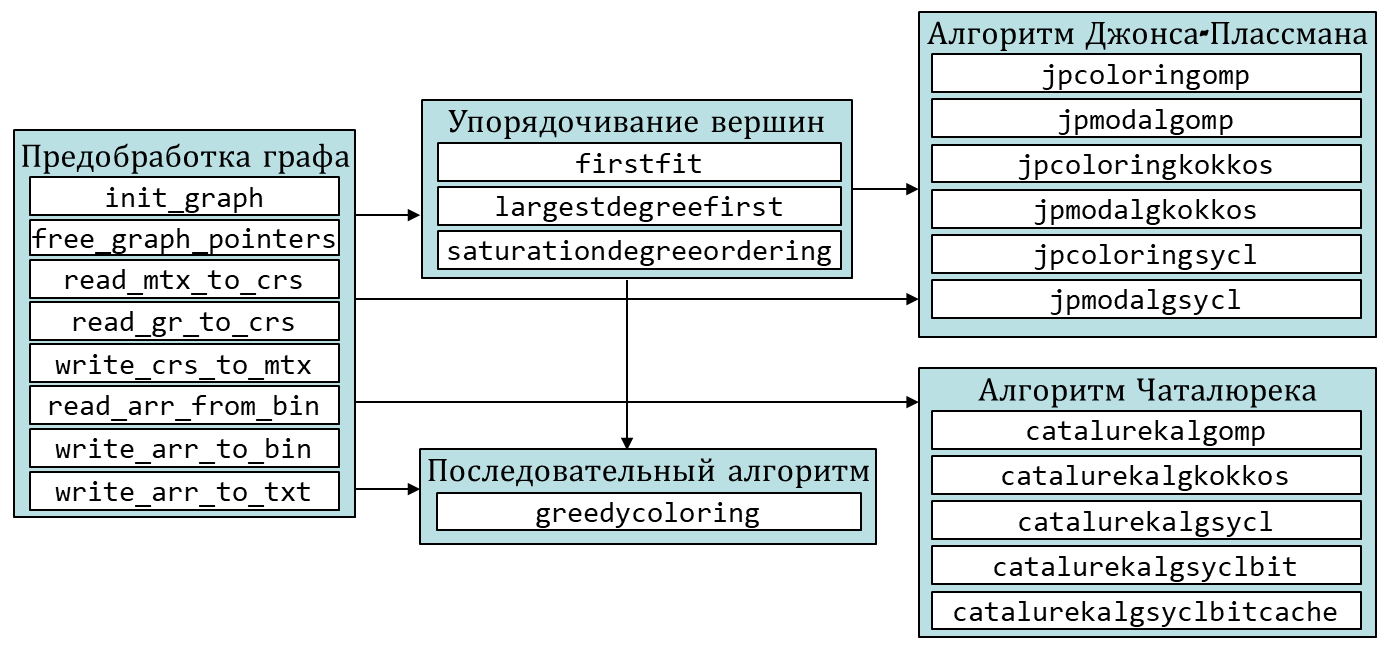 Предобработка графа
init_graph
free_graph_pointers
read_mtx_to_crs
read_gr_to_crs
write_crs_to_mtx
read_arr_from_bin
write_arr_to_bin
write_arr_to_txt
Упорядочивание вершин
firstfit
largestdegreefirst
saturationdegreeordering
Последовательный алгоритм
greedycoloring
Алгоритм Джонса-Плассмана
jpcoloringomp
jpmodalgomp
jpcoloringkokkos
jpmodalgkokkos
jpcoloringsycl
jpmodalgsycl
Алгоритм Чаталюрека
catalurekalgomp
catalurekalgkokkos
catalurekalgsycl
catalurekalgsyclbit
catalurekalgsyclbitcache